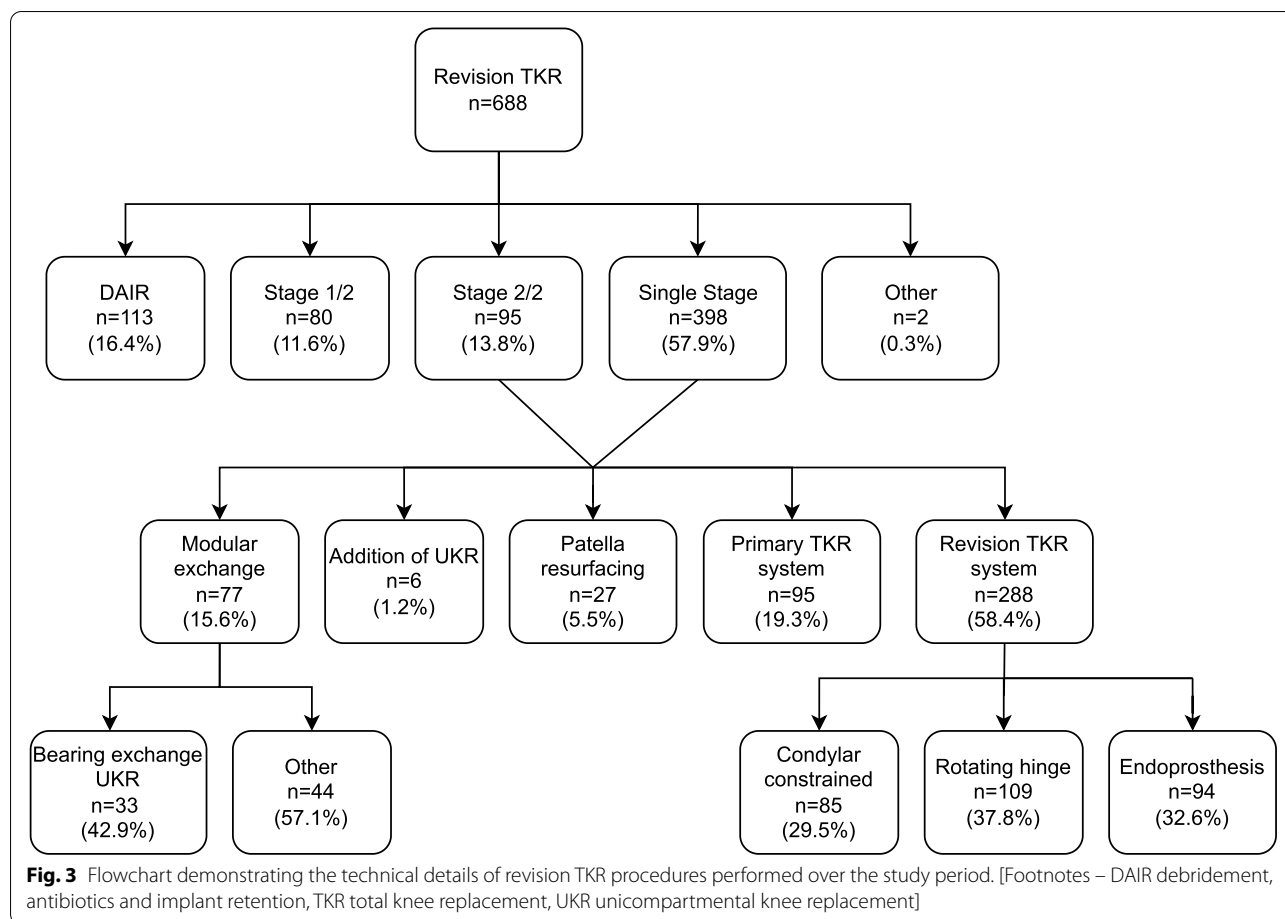 Revision TKR
n=688
DAIR
n=113
(16.4%)
Stage 1/2
n=80
(11.6%)
Stage 2/2
n=95
(13.8%)
Single Stage
n=398
(57.9%)
Other
n=2
(0.3%)
Modular
exchange
n=77
(15.6%)
Addition of UKR
n=6
(1.2%)
Patella
resurfacing
n=27
(5.5%)
Primary TKR
system
n=95
(19.3%)
Revision TKR
system
n=288
(58.4%)
Bearing exchange
UKR
n=33
(42.9%)
Other
n=44
(57.1%)
Condylar
constrained
n=85
(29.5%)
Rotating hinge
n=109
(37.8%)
Endoprosthesis
n=94
(32.6%)
Fig. 3 Flowchart demonstrating the technical details of revision TKR procedures performed over the study period. [Footnotes – DAIR debridement,
antibiotics and implant retention, TKR total knee replacement, UKR unicompartmental knee replacement]